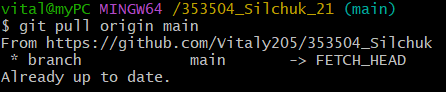 vital@myPC MINGW64 /353504_Silchuk_21 (main)
$ git pull origin main
From https://github.com/Vitaly205/353504_Silchuk
 * branch            main       -> FETCH_HEAD
Already up to date.